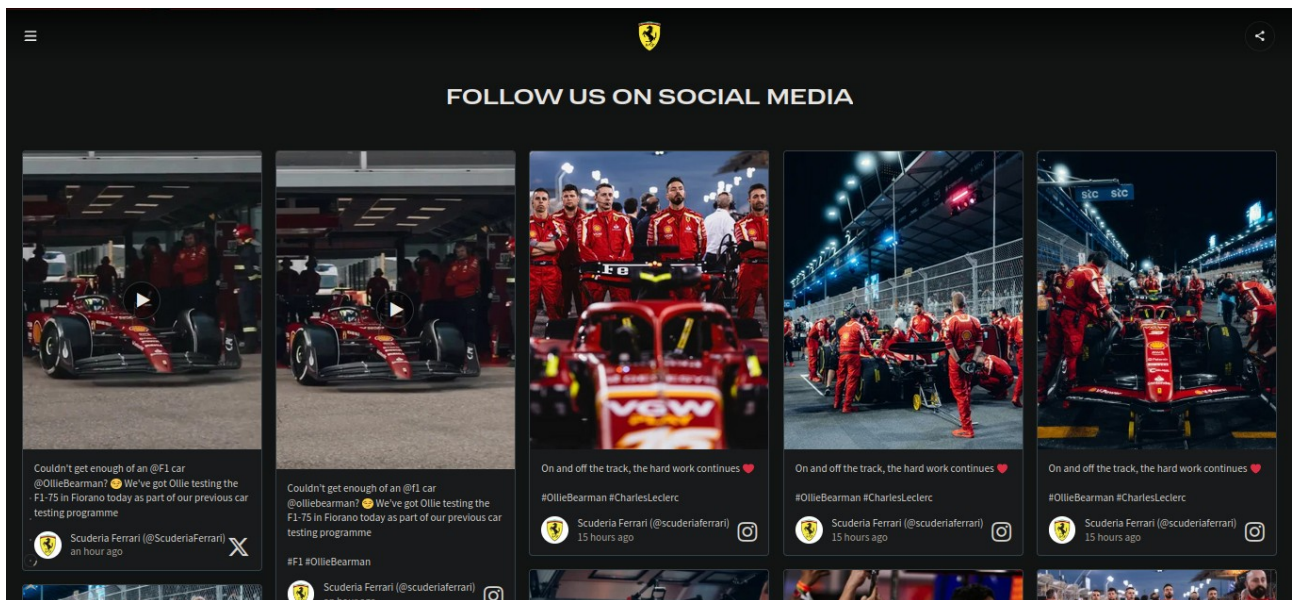 FOLLOW US ON SOCIAL MEDIA
Couldn't get enough of an @F1 car
@OllieBearman? 😏 We've got Ollie testing the
F1-75 in Fiorano today as part of our previous car
testing programme
Scuderia Ferrari (@ScuderiaFerrari)
an hour ago
Couldn't get enough of an @f1 car
@olliebearman? 😏 We've got Ollie testing the
F1-75 in Fiorano today as part of our previous car
testing programme
#F1 #OllieBearman
Scuderia Ferrari (@scuderiaferrari)
Fe
VGW
PLAY
16
On and off the track, the hard work continues ❤️
#OllieBearman #CharlesLeclerc
Scuderia Ferrari (@scuderiaferrari)
15 hours ago
On and off the track, the hard work continues ❤️
#OllieBearman #CharlesLeclerc
Scuderia Ferrari (@scuderiaferrari)
15 hours ago
stc stc
On and off the track, the hard work continues ❤️
#OllieBearman #CharlesLeclerc
Scuderia Ferrari (@scuderiaferrari)
15 hours ago